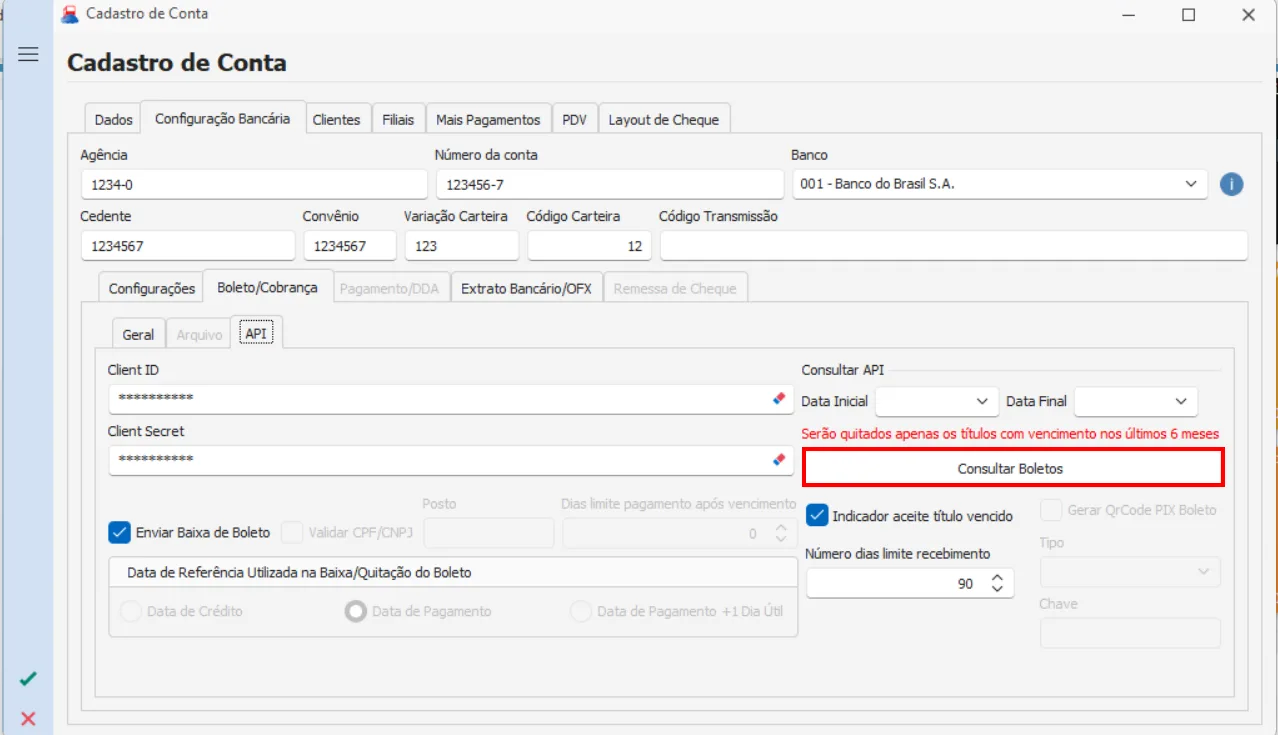 Cadastro de Conta
Cadastro de Conta
Dados Configuração Bancária Clientes Filiais Mais Pagamentos PDV Layout de Cheque
Agência Número da conta Banco
1234-0 123456-7 001 - Banco do Brasil S.A. i
Cedente Convênio Variação Carteira Código Carteira Código Transmissão
1234567 1234567 123 12
Configurações Boleto/Cobrança Pagamento/DDA Extrato Bancário/OFX Remessa de Cheque
Geral Arquivo API
Client ID
**********
Client Secret
**********
Consultar API
Data Inicial Data Final
Serão quitados apenas os títulos com vencimento nos últimos 6 meses
Consultar Boletos
Posto Dias limite pagamento após vencimento
Enviar Baixa de Boleto Validar CPF/CNPJ 0
Data de Referência Utilizada na Baixa/Quitação do Boleto
Data de Crédito Data de Pagamento Data de Pagamento +1 Dia Útil
Indicador aceite título vencido
Número dias limite recebimento
90
Gerar QrCode PIX Boleto
Tipo
Chave